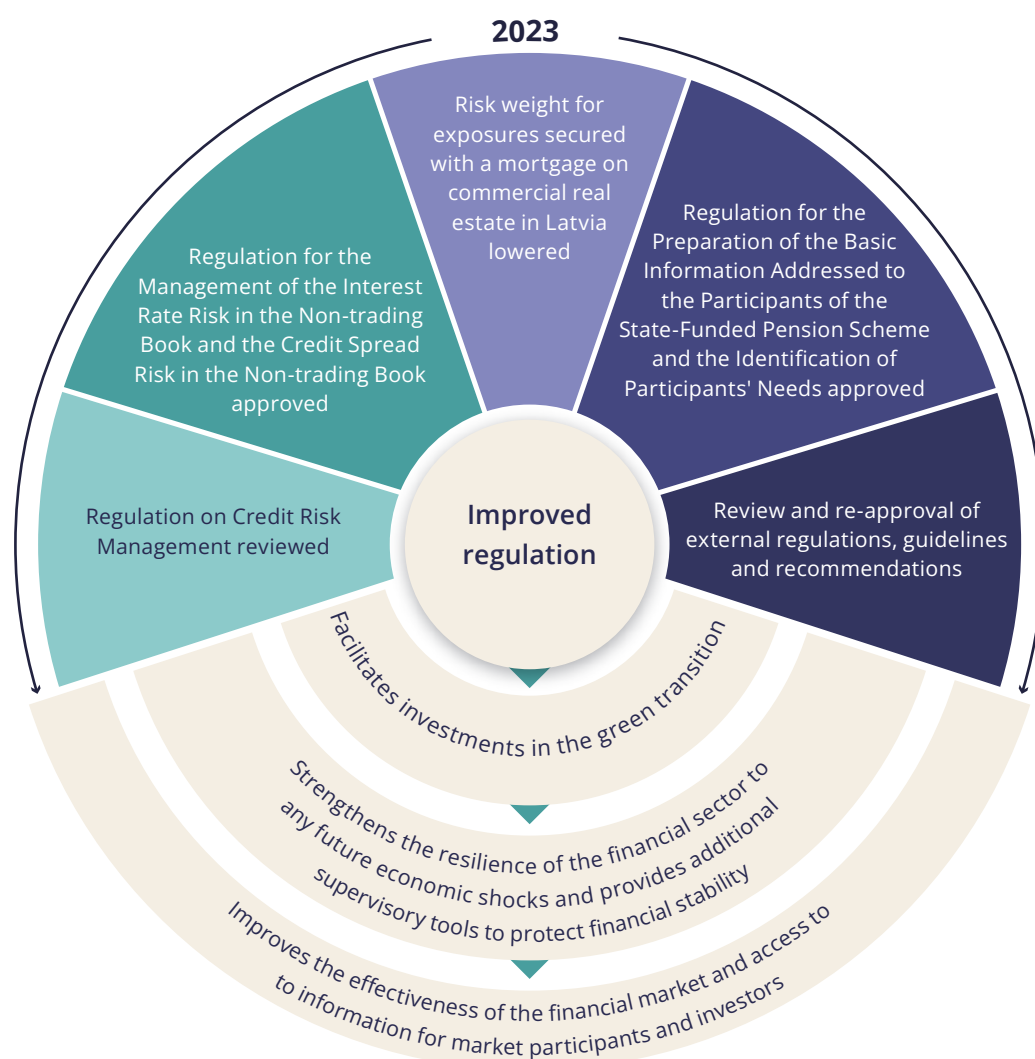 2023
Risk weight for
exposures secured
with a mortgage on
commercial real
estate in Latvia
lowered
Regulation for the
Management of the Interest
Rate Risk in the Non-trading
Book and the Credit Spread
Risk in the Non-trading Book
approved
Regulation for the
Preparation of the Basic
Information Addressed to
the Participants of the
State-Funded Pension Scheme
and the Identification of
Participants' Needs approved
Regulation on Credit Risk
Management reviewed
Improved
regulation
Review and re-approval of
external regulations, guidelines
and recommendations
Facilitates investments in the green transition
Strengthens the resilience of the financial sector to
any future economic shocks and provides additional
supervisory tools to protect financial stability
Improves the effectiveness of the financial market and access to
to information for market participants and investors